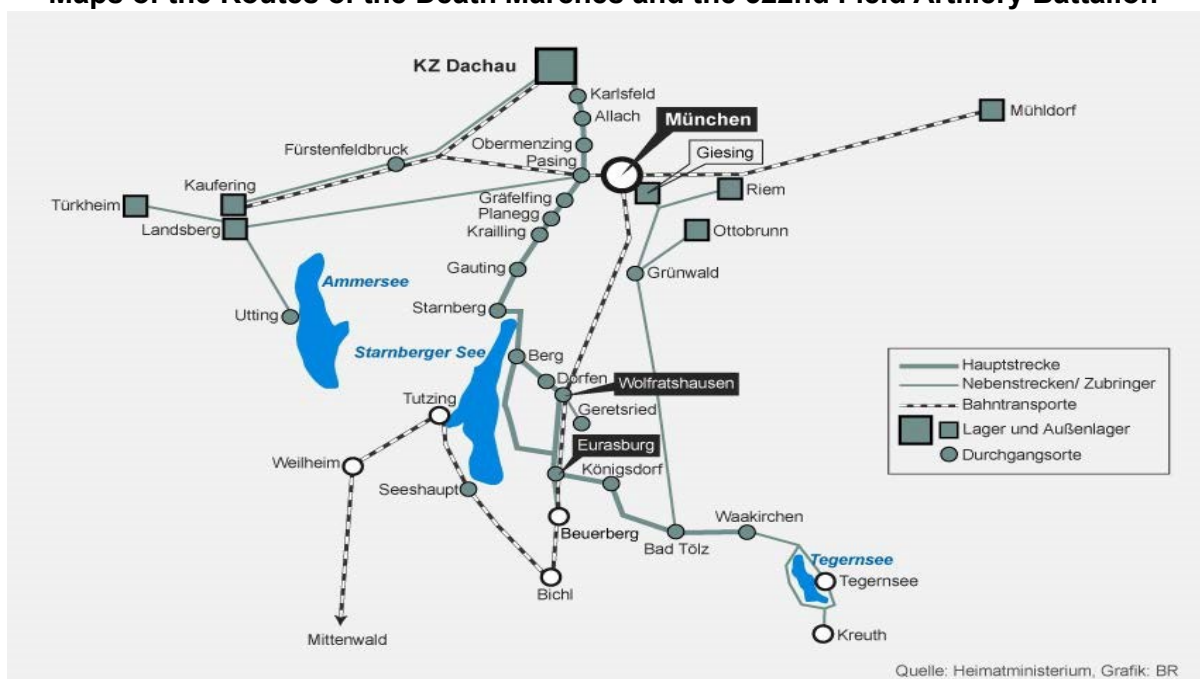 Maps of the Routes of the Death Marches and the 522nd Field Artillery Battalion
KZ Dachau
Karlsfeld
Allach
München
Mühldorf
Obermenzing
Giesing
Fürstenfeldbruck
Pasing
Kaufering
Riem
Türkheim
Gräfelfing
Planegg
Landsberg
Krailling
Ottobrunn
Gauting
Grünwald
Ammersee
Starnberg
Utting
Starnberger See
Berg
Dorfen
Wolfratshausen
Tutzing
Geretsried
Eurasburg
Weilheim
Königsdorf
Seeshaupt
Waakirchen
Beuerberg
Bad Tölz
Tegernsee
Tegernsee
Bichl
Mittenwald
Kreuth
Hauptstrecke
Nebenstrecken/ Zubringer
Bahntransporte
Lager und Außenlager
Durchgangsorte
Quelle: Heimatministerium, Grafik: BR